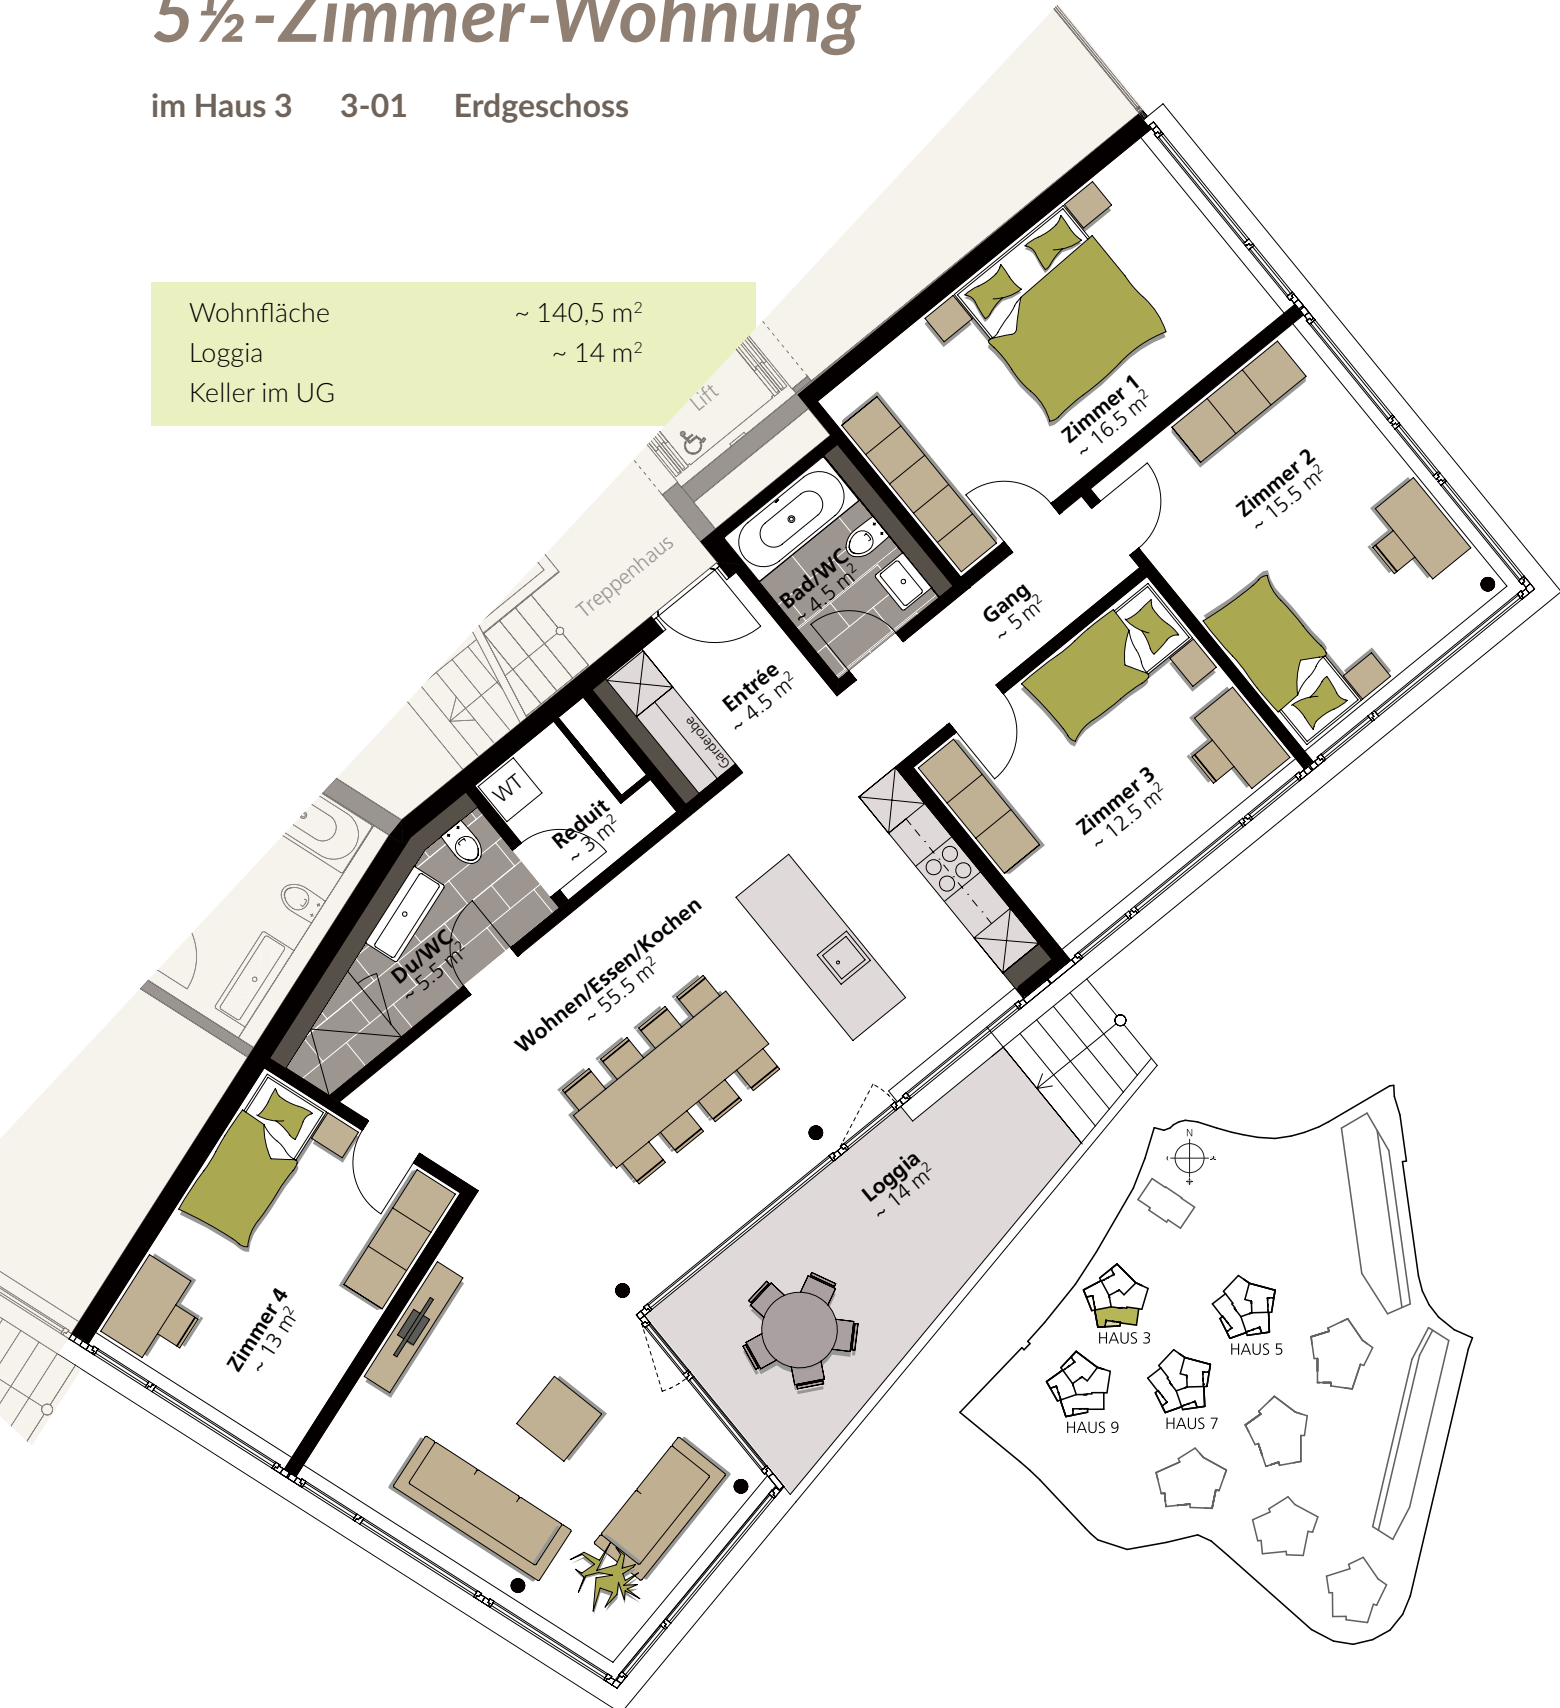 5½-Zimmer-Wohnung
im Haus 3 3-01 Erdgeschoss
Wohnfläche ~ 140,5 m²
Loggia ~ 14 m²
Keller im UG
Lift
Treppenhaus
Zimmer 1
~ 16.5 m²
Zimmer 2
~ 15.5 m²
Bad/WC
~ 4.5 m²
Gang
~ 5 m²
Entrée
~ 4.5 m²
Garderobe
WT
Reduit
~ 3 m²
Zimmer 3
~ 12.5 m²
Du/WC
~ 5.5 m²
Wohnen/Essen/Kochen
~ 55.5 m²
Loggia
~ 14 m²
Zimmer 4
~ 13 m²
N
HAUS 3
HAUS 5
HAUS 9
HAUS 7